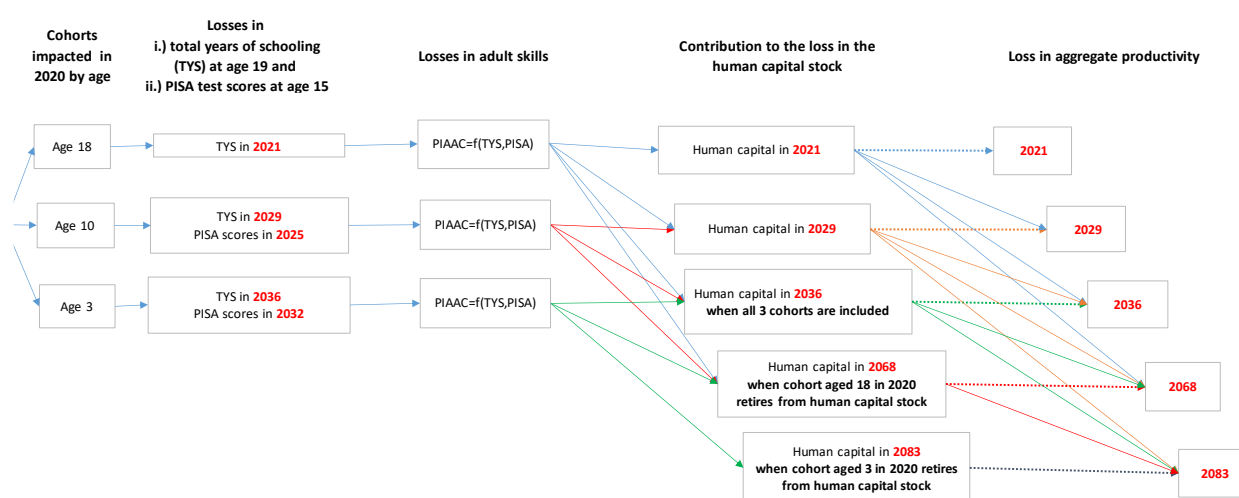 Cohorts
impacted in
2020 by age
Losses in
i.) total years of schooling
(TYS) at age 19 and
ii.) PISA test scores at age 15
Losses in adult skills
Contribution to the loss in the
human capital stock
Loss in aggregate productivity
Age 18
TYS in 2021
PIAAC=f(TYS,PISA)
Human capital in 2021
2021
Age 10
TYS in 2029
PISA scores in 2025
PIAAC=f(TYS,PISA)
Human capital in 2029
2029
Age 3
TYS in 2036
PISA scores in 2032
PIAAC=f(TYS,PISA)
Human capital in 2036
when all 3 cohorts are included
2036
Human capital in 2068
when cohort aged 18 in 2020
retires from human capital stock
2068
Human capital in 2083
when cohort aged 3 in 2020 retires
from human capital stock
2083